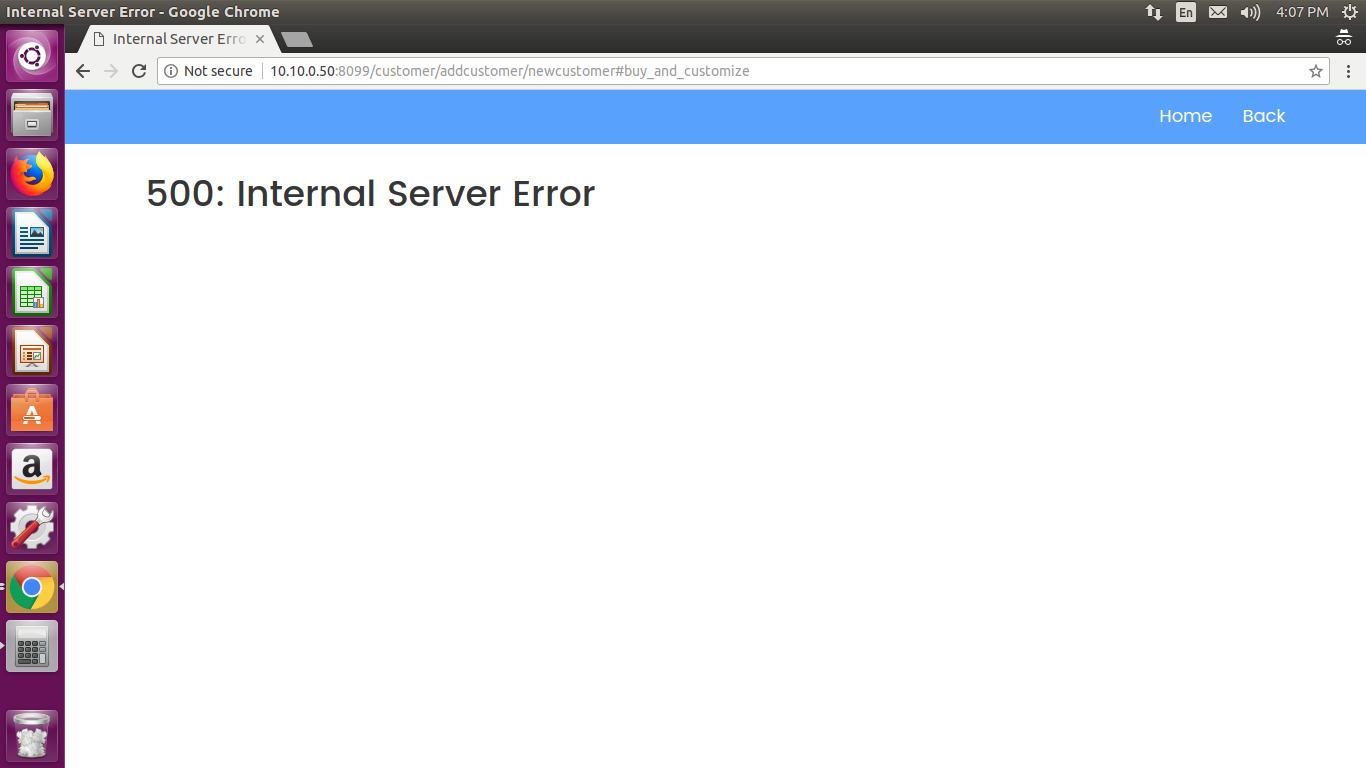 Internal Server Error - Google Chrome
En
4:07 PM
Internal Server Erro
Not secure
10.10.0.50:8099/customer/addcustomer/newcustomer#buy_and_customize
Home
Back
500: Internal Server Error